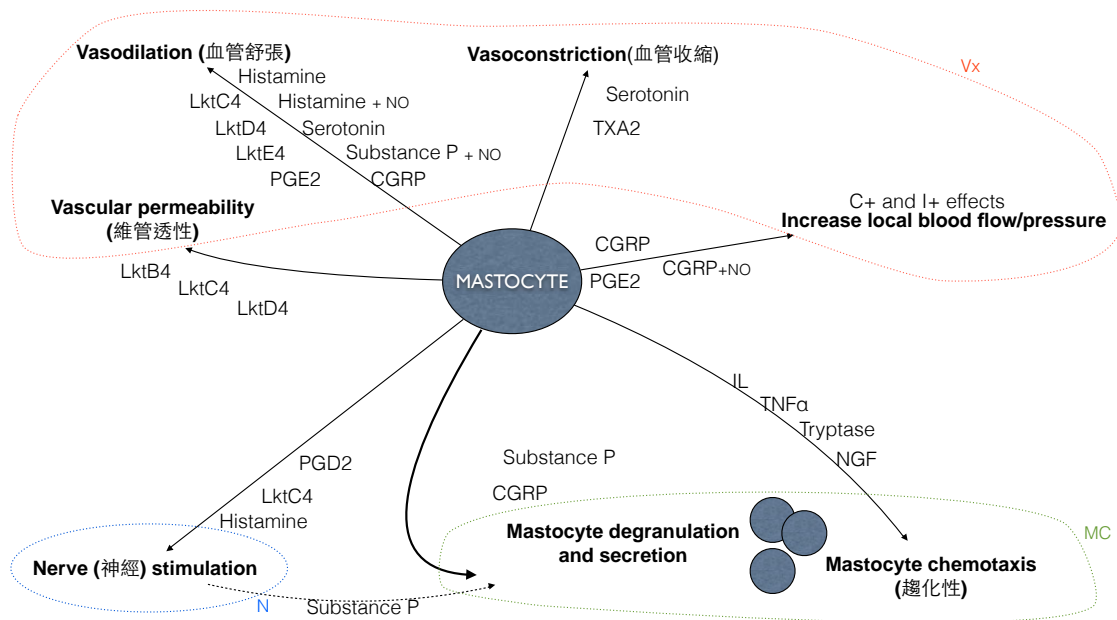 Vasodilation (血管舒張)
Vasoconstriction(血管收縮)
Vx
Histamine
LktC4
Histamine + NO
LktD4
Serotonin
LktE4
Substance P + NO
PGE2
CGRP
Serotonin
TXA2
Vascular permeability
(維管透性)
C+ and I+ effects
Increase local blood flow/pressure
LktB4
LktC4
LktD4
MASTOCYTE
CGRP
PGE2
CGRP+NO
IL
TNFα
Tryptase
NGF
PGD2
LktC4
Histamine
Substance P
CGRP
Nerve (神經) stimulation
N
Substance P
Mastocyte degranulation
and secretion
Mastocyte chemotaxis
(趨化性)
MC